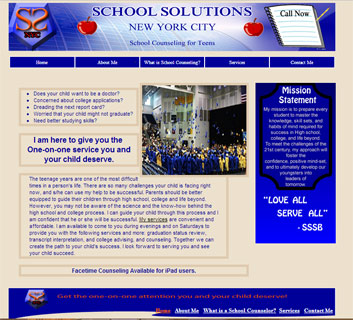 SCHOOL SOLUTIONS
NEW YORK CITY
School Counseling for Teens
Call Now
Home About Me What is School Counseling? Services Contact Me
Does your child want to be a doctor?
Concerned about college applications?
Dreading the next report card?
Worried that your child might not graduate?
Need better studying skills?
I am here to give you the
One-on-one service you and
your child deserve.
The teenage years are one of the most difficult
times in a person's life. There are so many challenges your child is facing right
now, and s/he can use my help to be successful. Parents should be better
equipped to guide their children through high school, college and life beyond.
However, you may not be aware of the science and the know-how behind the
high school and college process. I can guide your child through this process and I
am confident that he or she will be successful. My services are convenient and
affordable. I am available to come to you during evenings and on Saturdays to
provide you with the following services and more: graduation status review,
transcript interpretation, and college advising, and counseling. Together we can
create the path to your child's success. I look forward to serving you and see
your child succeed.
Facetime Counseling Available for iPad users.
Mission
Statement
My mission is to prepare every
student to master the
knowledge, skill sets, and
habits of mind required for
success in High school,
college, and life beyond.
To meet the challenges of the
21st century, my approach will
foster the
confidence, positive mind-set,
and to ultimately develop our
youngsters into
leaders of
tomorrow
"LOVE ALL
SERVE ALL"
-SSSB
Get the one-on-one attention you and your child deserve!
Home About Me What is a School Counselor? Services Contact Me